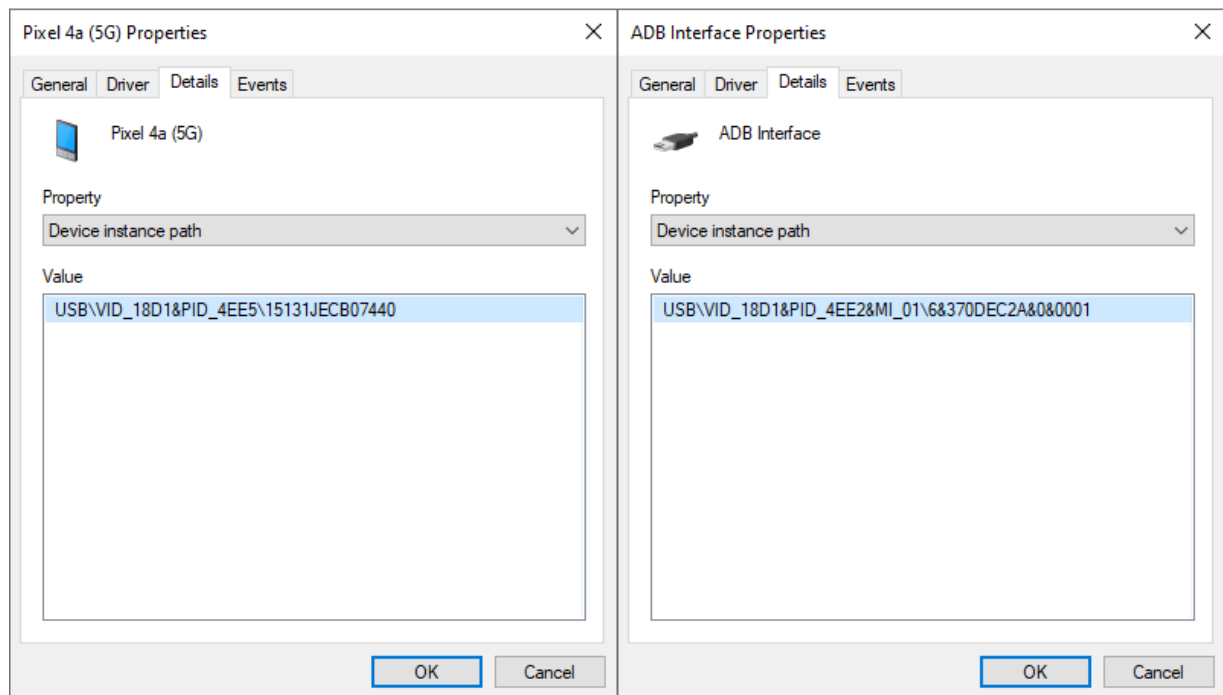 Pixel 4a (5G) Properties
General Driver Details Events
Pixel 4a (5G)
Property
Device instance path
Value
USB\VID_18D1&PID_4EE5\15131JECB07440
OK Cancel
ADB Interface Properties
General Driver Details Events
ADB Interface
Property
Device instance path
Value
USB\VID_18D1&PID_4EE2&MI_01\6&370DEC2A&0&0001
OK Cancel